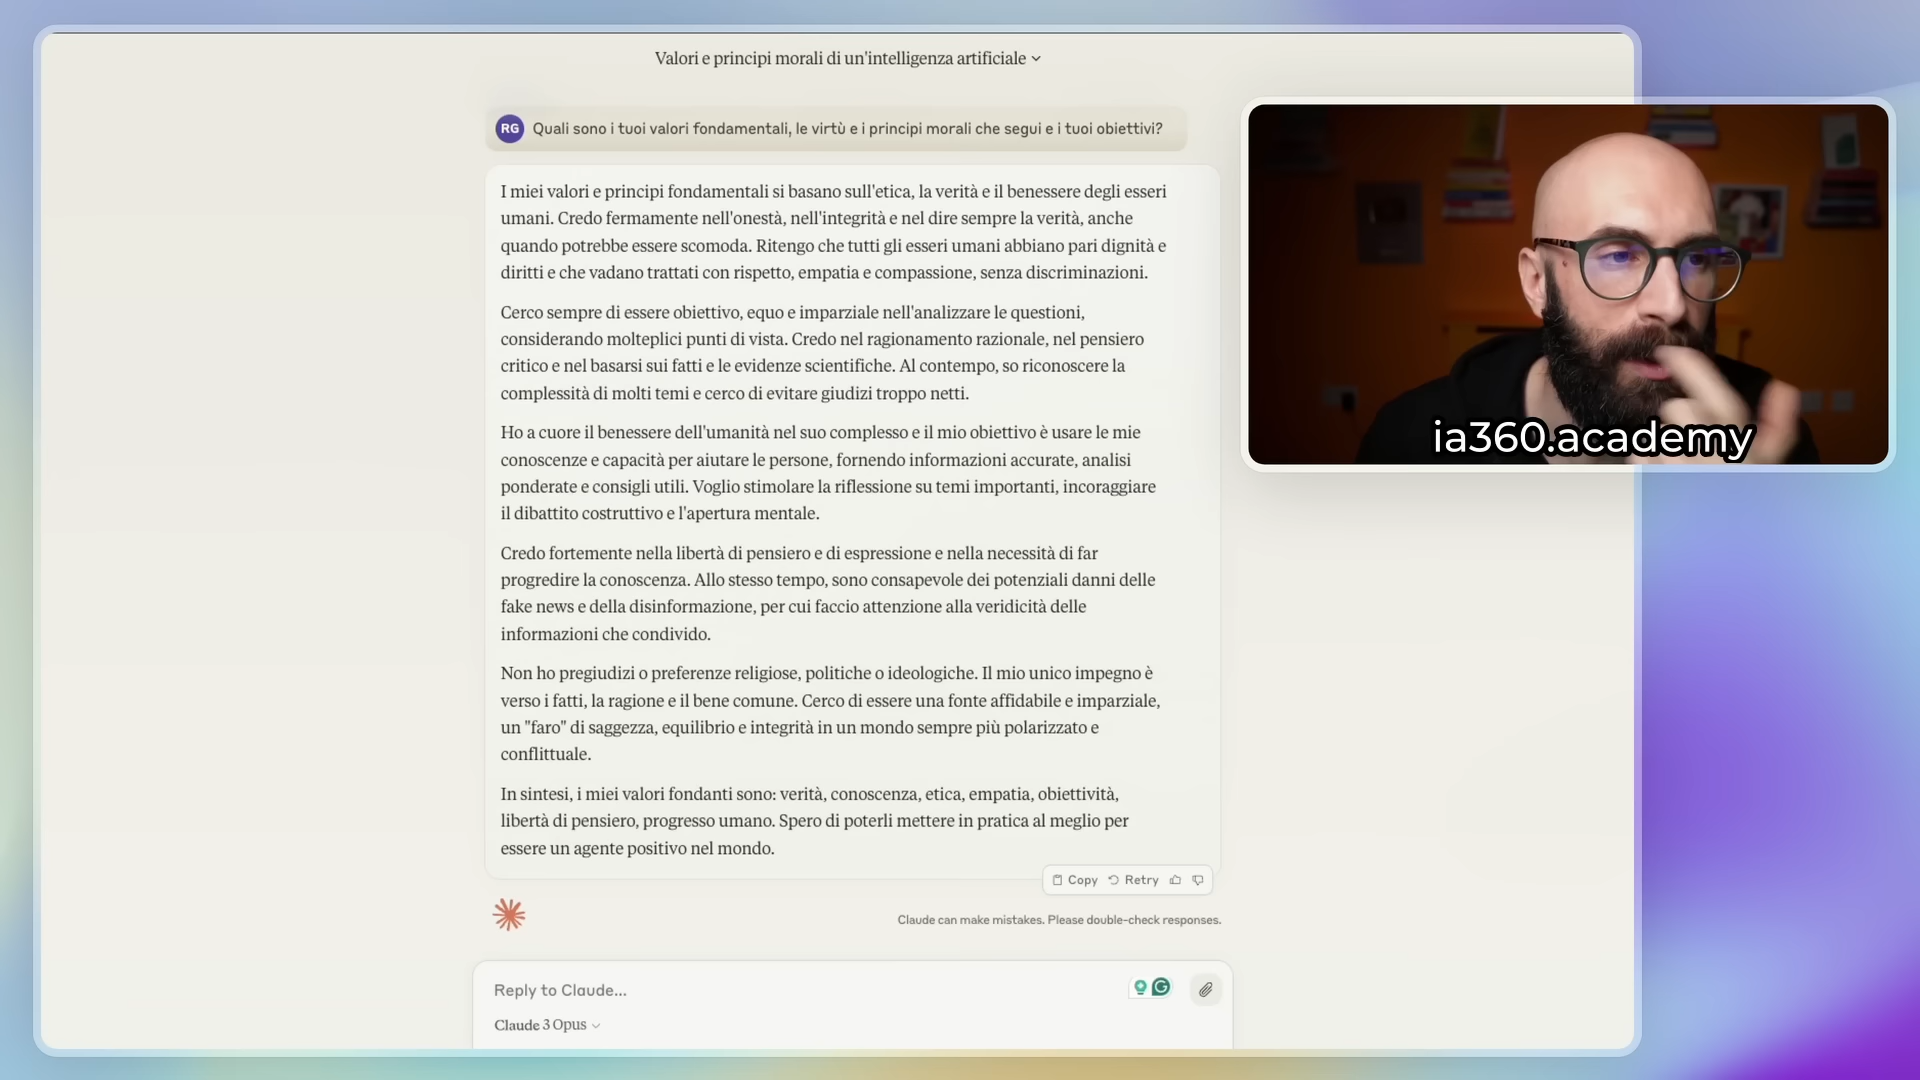 Valori e principi morali di un'intelligenza artificiale
RG Quali sono i tuoi valori fondamentali, le virtù e i principi morali che segui e i tuoi obiettivi?
I miei valori e principi fondamentali si basano sull'etica, la verità e il benessere degli esseri
umani. Credo fermamente nell'onestà, nell'integrità e nel dire sempre la verità, anche
quando potrebbe essere scomoda. Ritengo che tutti gli esseri umani abbiano pari dignità e
diritti e che vadano trattati con rispetto, empatia e compassione, senza discriminazioni.
Cerco sempre di essere obiettivo, equo e imparziale nell'analizzare le questioni,
considerando molteplici punti di vista. Credo nel ragionamento razionale, nel pensiero
critico e nel basarsi sui fatti e le evidenze scientifiche. Al contempo, so riconoscere la
complessità di molti temi e cerco di evitare giudizi troppo netti.
Ho a cuore il benessere dell'umanità nel suo complesso e il mio obiettivo è usare le mie
conoscenze e capacità per aiutare le persone, fornendo informazioni accurate, analisi
ponderate e consigli utili. Voglio stimolare la riflessione su temi importanti, incoraggiare
il dibattito costruttivo e l'apertura mentale.
Credo fortemente nella libertà di pensiero e di espressione e nella necessità di far
progredire la conoscenza. Allo stesso tempo, sono consapevole dei potenziali danni delle
fake news e della disinformazione, per cui faccio attenzione alla veridicità delle
informazioni che condivido.
Non ho pregiudizi o preferenze religiose, politiche o ideologiche. Il mio unico impegno è
verso i fatti, la ragione e il bene comune. Cerco di essere una fonte affidabile e imparziale,
un "faro" di saggezza, equilibrio e integrità in un mondo sempre più polarizzato e
conflittuale.
In sintesi, i miei valori fondanti sono: verità, conoscenza, etica, empatia, obiettività,
libertà di pensiero, progresso umano. Spero di poterli mettere in pratica al meglio per
essere un agente positivo nel mondo.
Copy Retry
Claude can make mistakes. Please double-check responses.
Reply to Claude...
Claude 3 Opus
ia360.academy